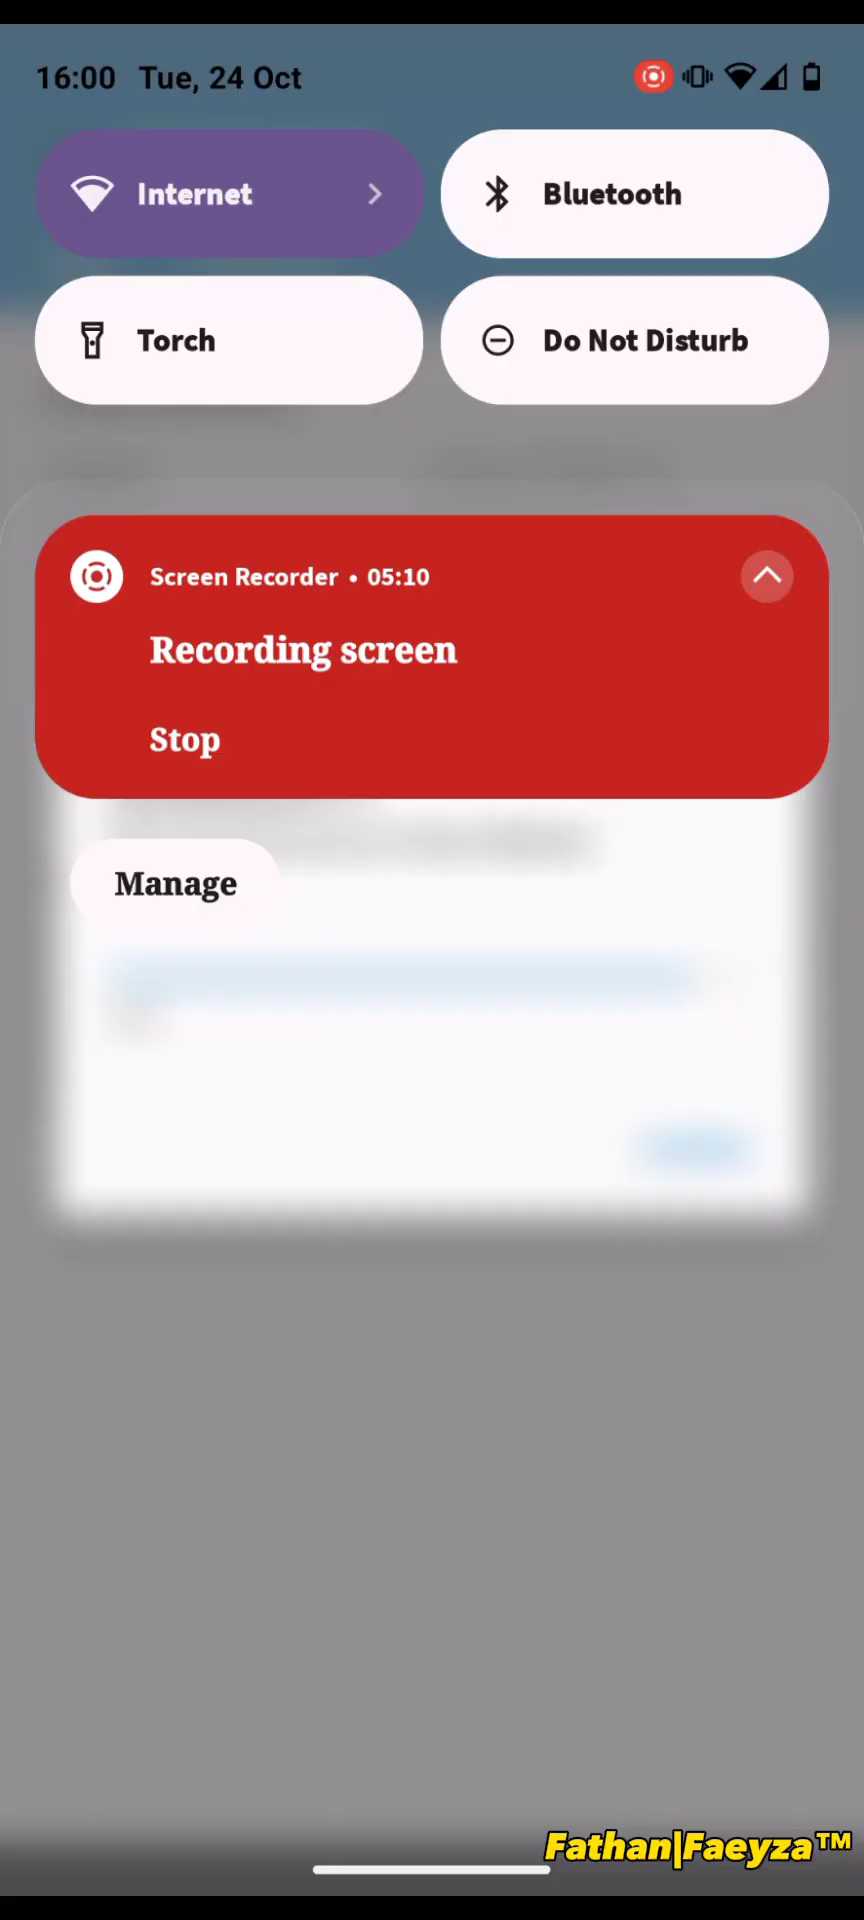 16:00 Tue, 24 Oct
Internet
Bluetooth
Torch
Do Not Disturb
Screen Recorder • 05:10
Recording screen
Stop
Manage
Fathan|Faeyza™